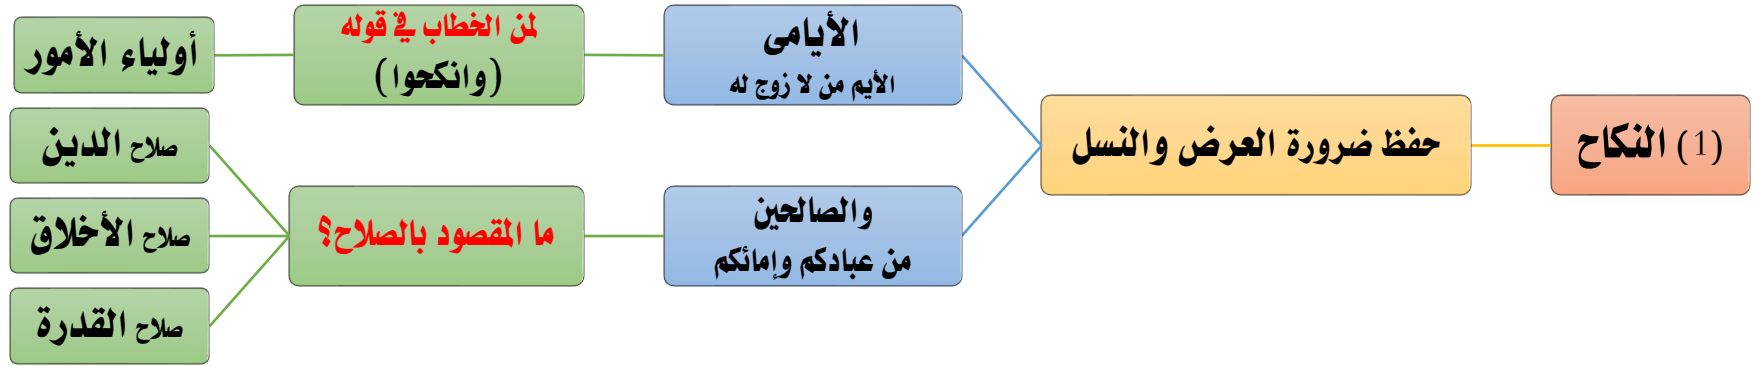 (1) النكاح
حفظ ضرورة العرض والنسل
الأيامى
الأيم من لا زوج له
لمن الخطاب في قوله
(وانكحوا)
أولياء الأمور
والصالحين
من عبادكم وإمائكم
ما المقصود بالصلاح؟
صلاح الدين
صلاح الأخلاق
صلاح القدرة